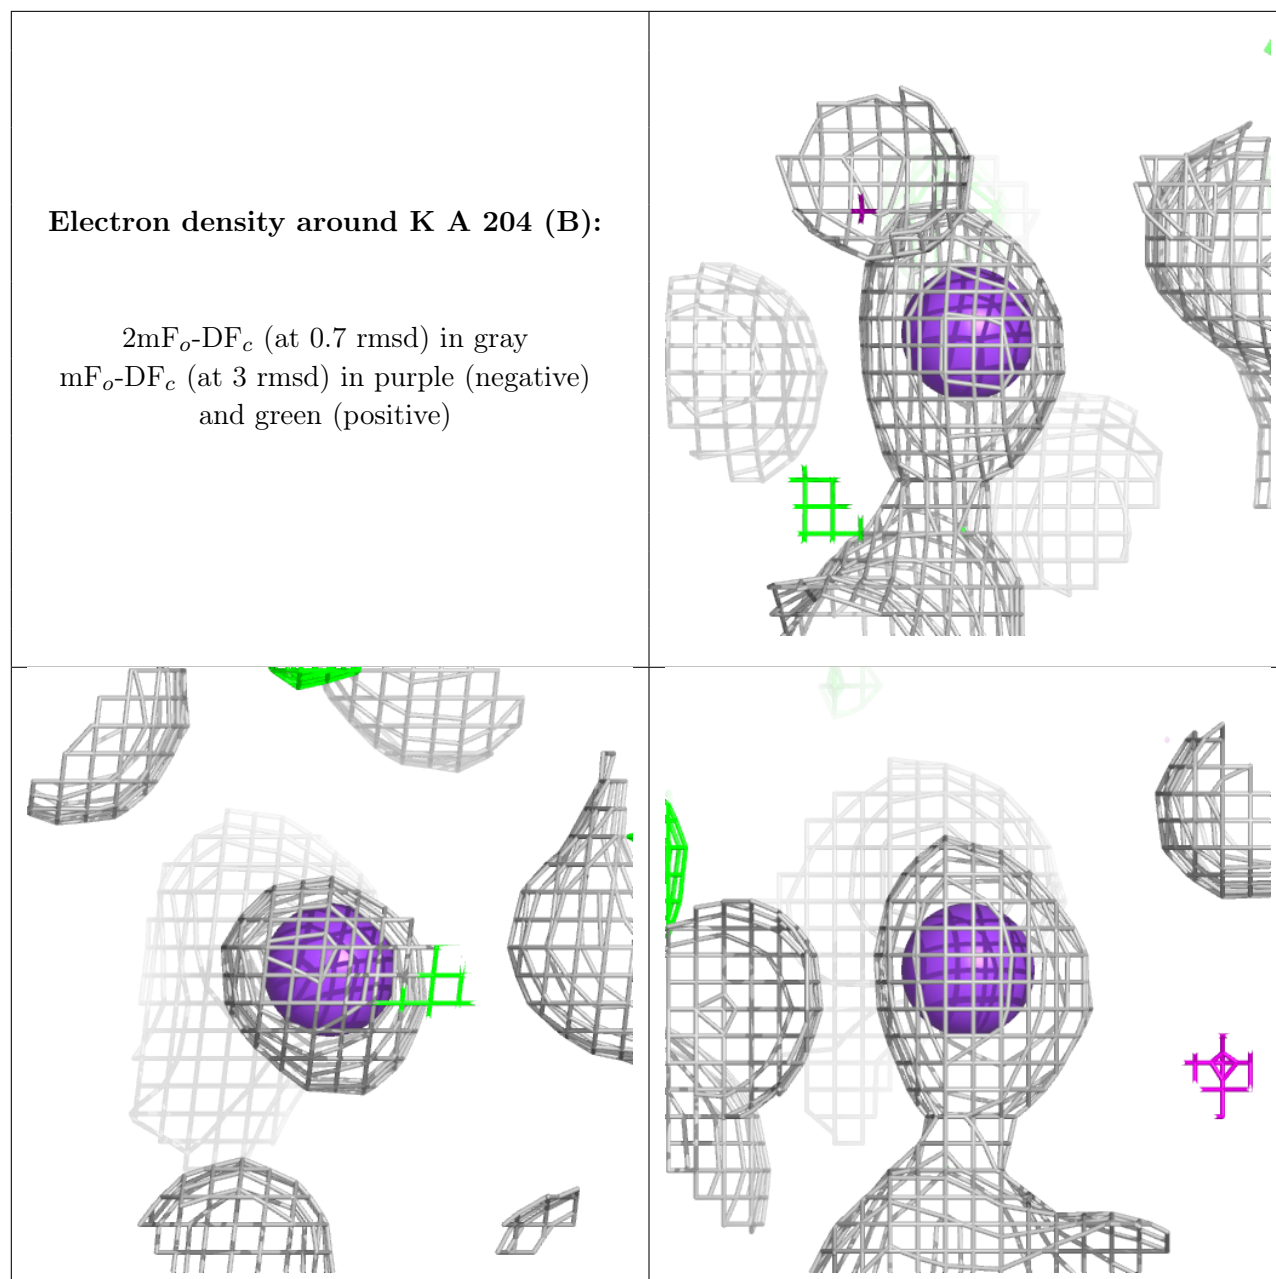 Electron density around K A 204 (B):
2mFo-DFc (at 0.7 rmsd) in gray
mFo-DFc (at 3 rmsd) in purple (negative)
and green (positive)